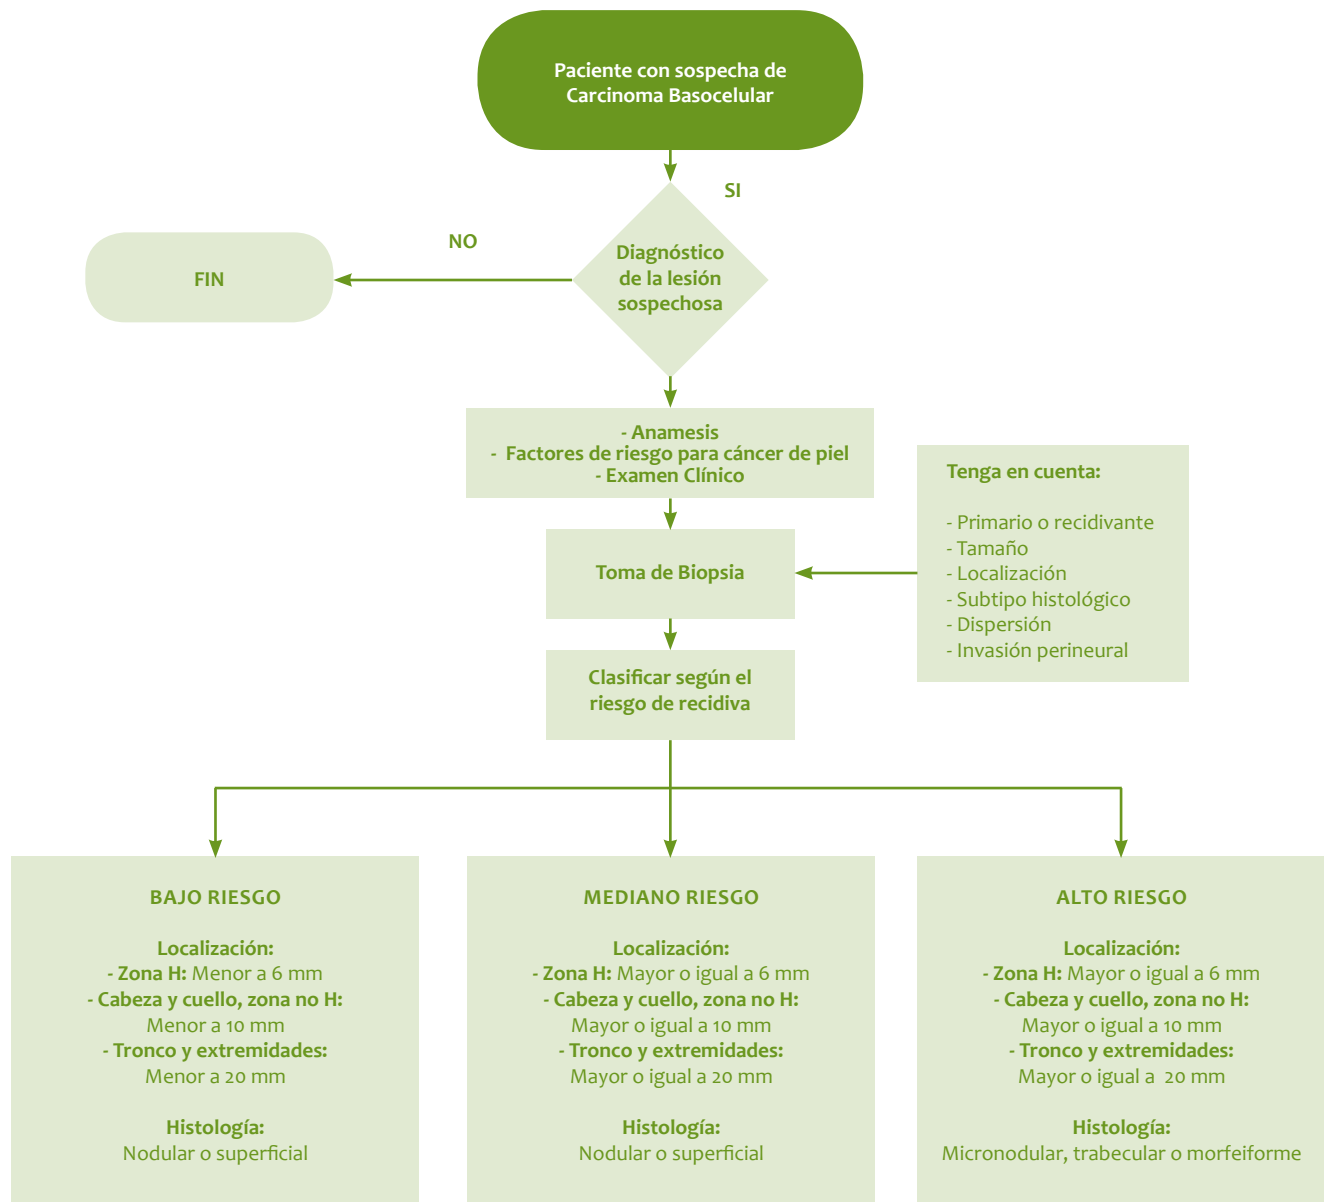 Paciente con sospecha de
Carcinoma Basocelular
SI
NO
Diagnóstico
de la lesión
sospechosa
FIN
- Anamesis
- Factores de riesgo para cáncer de piel
- Examen Clínico
Tenga en cuenta:
- Primario o recidivante
- Tamaño
- Localización
- Subtipo histológico
- Dispersión
- Invasión perineural
Toma de Biopsia
Clasificar según el
riesgo de recidiva
BAJO RIESGO
Localización:
- Zona H: Menor a 6 mm
- Cabeza y cuello, zona no H:
Menor a 10 mm
- Tronco y extremidades:
Menor a 20 mm
Histología:
Nodular o superficial
MEDIANO RIESGO
Localización:
- Zona H: Mayor o igual a 6 mm
- Cabeza y cuello, zona no H:
Mayor o igual a 10 mm
- Tronco y extremidades:
Mayor o igual a 20 mm
Histología:
Nodular o superficial
ALTO RIESGO
Localización:
- Zona H: Mayor o igual a 6 mm
- Cabeza y cuello, zona no H:
Mayor o igual a 10 mm
- Tronco y extremidades:
Mayor o igual a 20 mm
Histología:
Micronodular, trabecular o morfeiforme